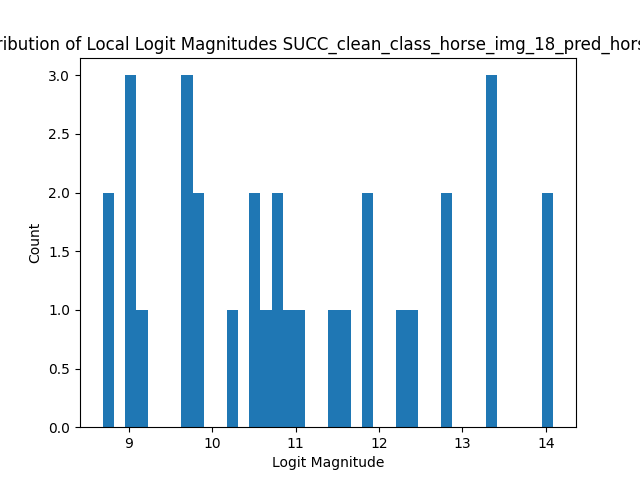 ribution of Local Logit Magnitudes SUCC_clean_class_horse_img_18_pred_hors
3.0
2.5
2.0
1.5
1.0
0.5
0.0
Count
9 10 11 12 13 14
Logit Magnitude